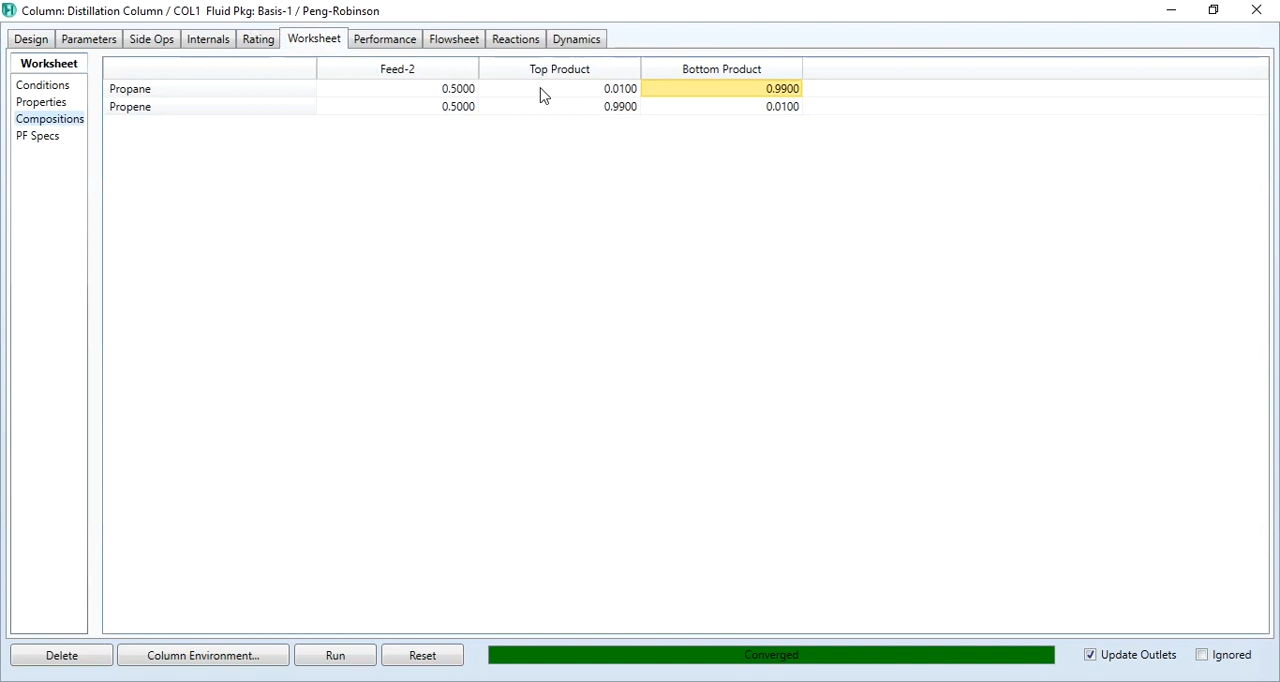 Column: Distillation Column / COL1 Fluid Pkg: Basis-1 / Peng-Robinson
Design Parameters Side Ops Internals Rating Worksheet Performance Flowsheet Reactions Dynamics
Worksheet
Conditions
Properties
Compositions
PF Specs
Feed-2 Top Product Bottom Product
Propane 0.5000 0.0100 0.9900
Propene 0.5000 0.9900 0.0100
Delete Column Environment... Run Reset Converged Update Outlets Ignored